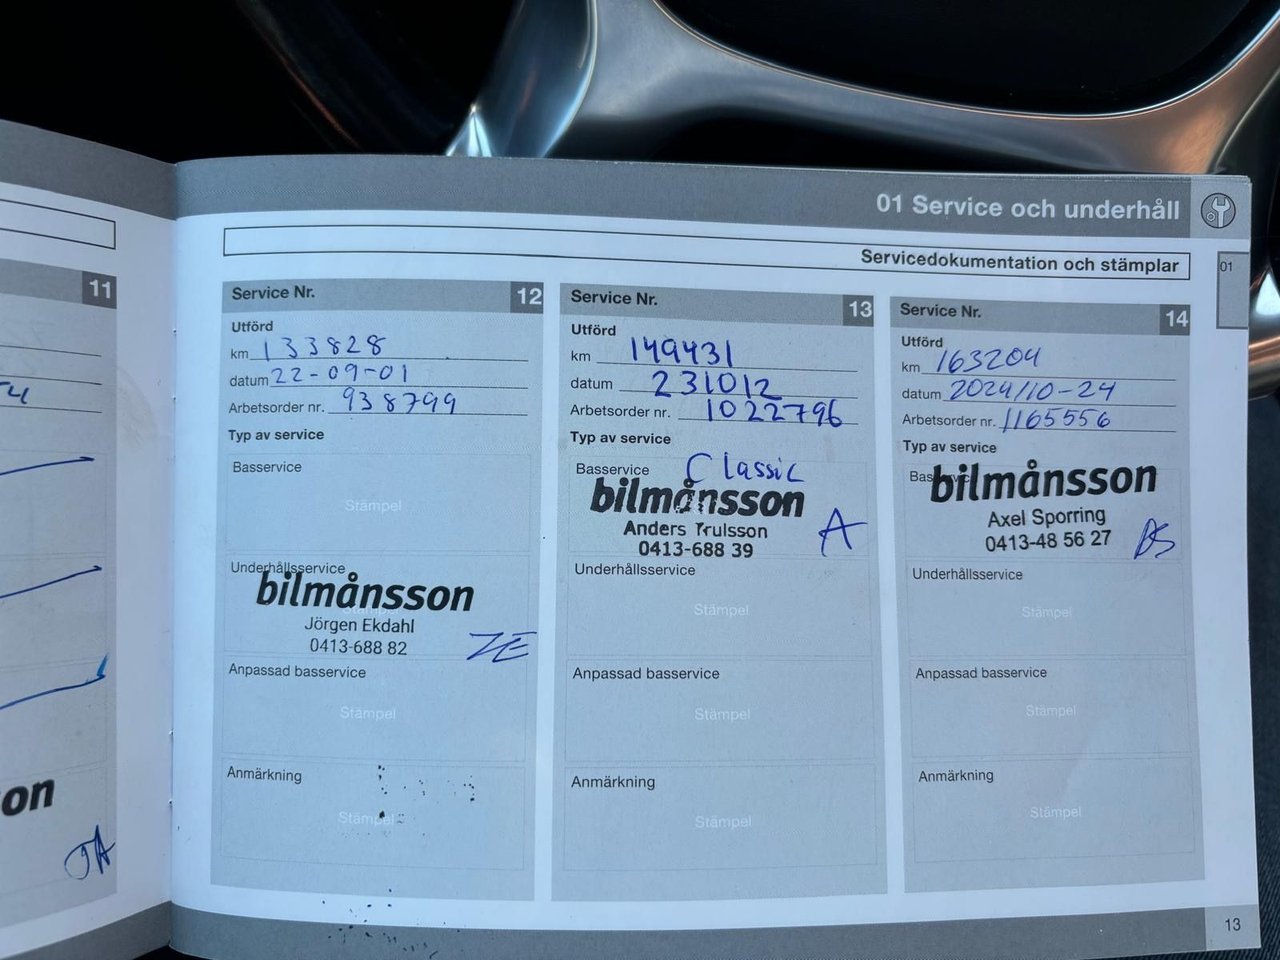 01 Service och underhåll
Servicedokumentation och stämplar
01
11
on
JA
Service Nr. 12
Utförd
km 133828
datum 22-09-01
Arbetsorder nr. 938799
Typ av service
Basservice
Stämpel
Underhållsservice
Stämpel
bilmånsson
Jörgen Ekdahl
0413-688 82
Anpassad basservice
Stämpel
Anmärkning
Stämpel
Service Nr. 13
Utförd
km 149431
datum 231012
Arbetsorder nr. 1022796
Typ av service
Basservice Classic
bilmånsson
Anders Trulsson
0413-688 39
A
Underhållsservice
Stämpel
Anpassad basservice
Stämpel
Anmärkning
Stämpel
Service Nr. 14
Utförd
km 163204
datum 2024/10-24
Arbetsorder nr. 1165556
Typ av service
bilmånsson
Axel Sporring
0413-48 56 27
Underhållsservice
Stämpel
Anpassad basservice
Stämpel
Anmärkning
Stämpel
13